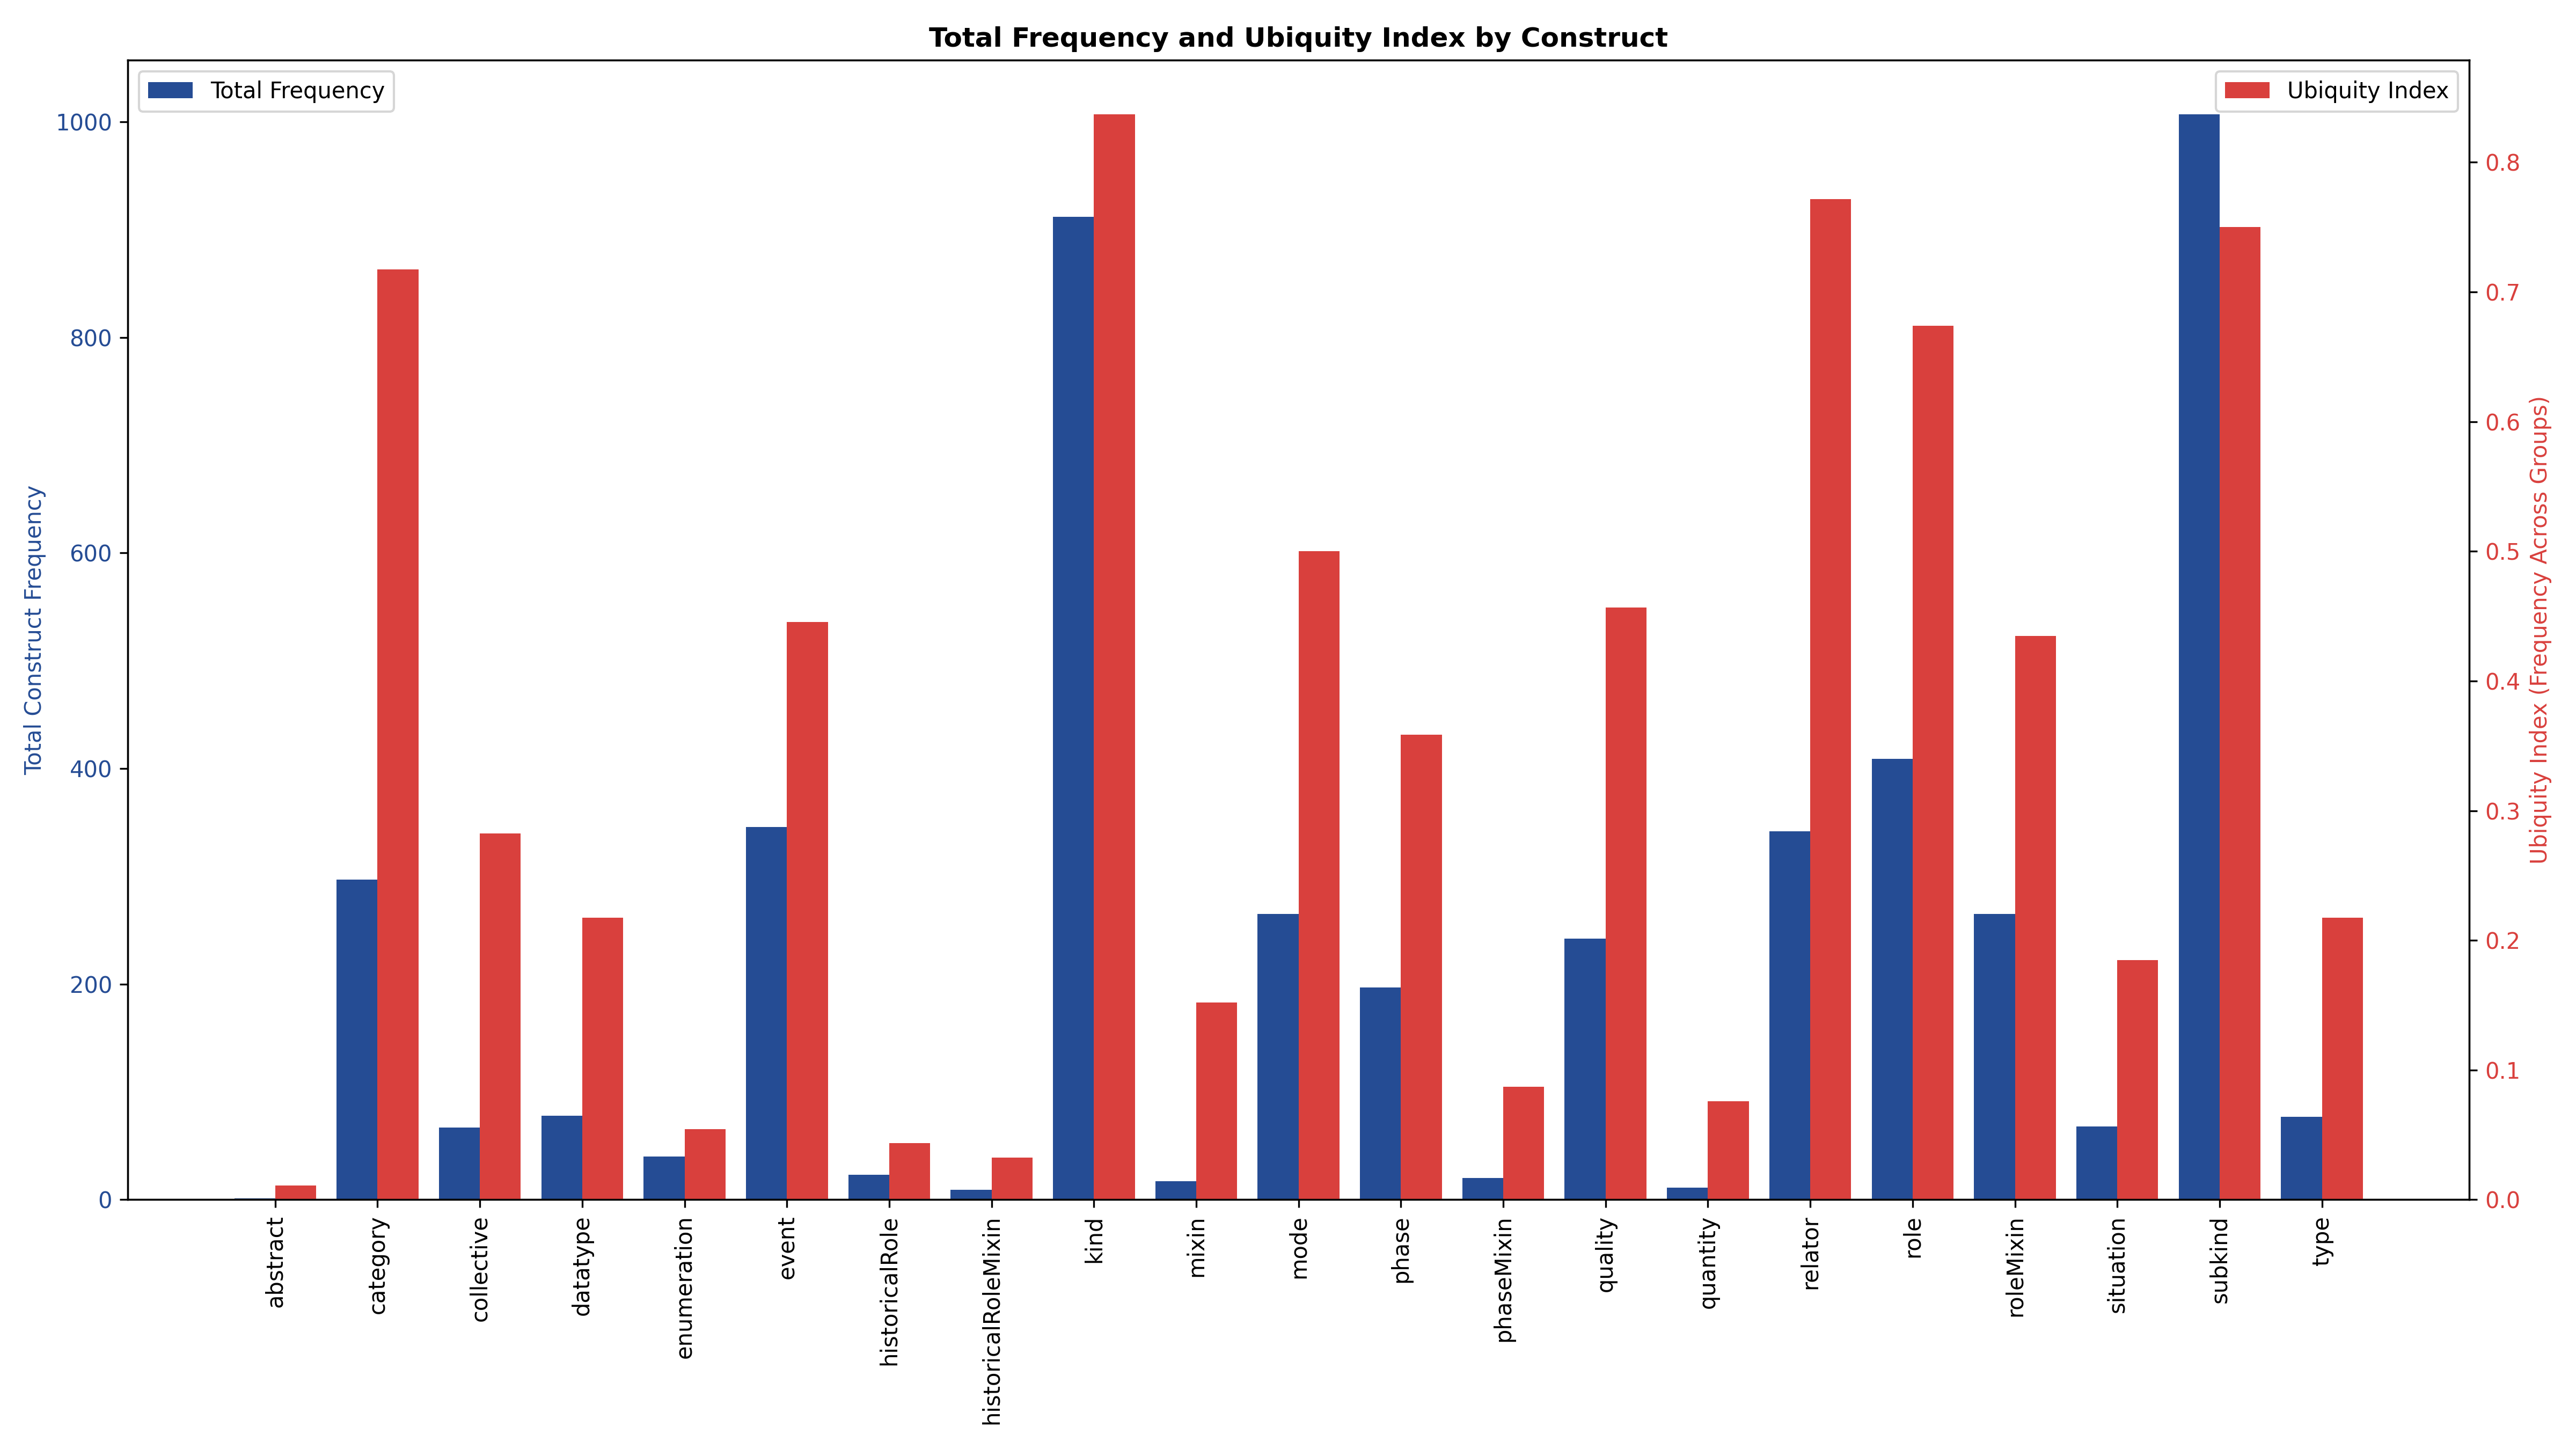 Total Frequency and Ubiquity Index by Construct
Total Frequency
Ubiquity Index
Total Construct Frequency
1000
800
600
400
200
0
Ubiquity Index (Frequency Across Groups)
0.8
0.7
0.6
0.5
0.4
0.3
0.2
0.1
0.0
abstract
category
collective
datatype
enumeration
event
historicalRole
historicalRoleMixin
kind
mixin
mode
phase
phaseMixin
quality
quantity
relator
role
roleMixin
situation
subkind
type